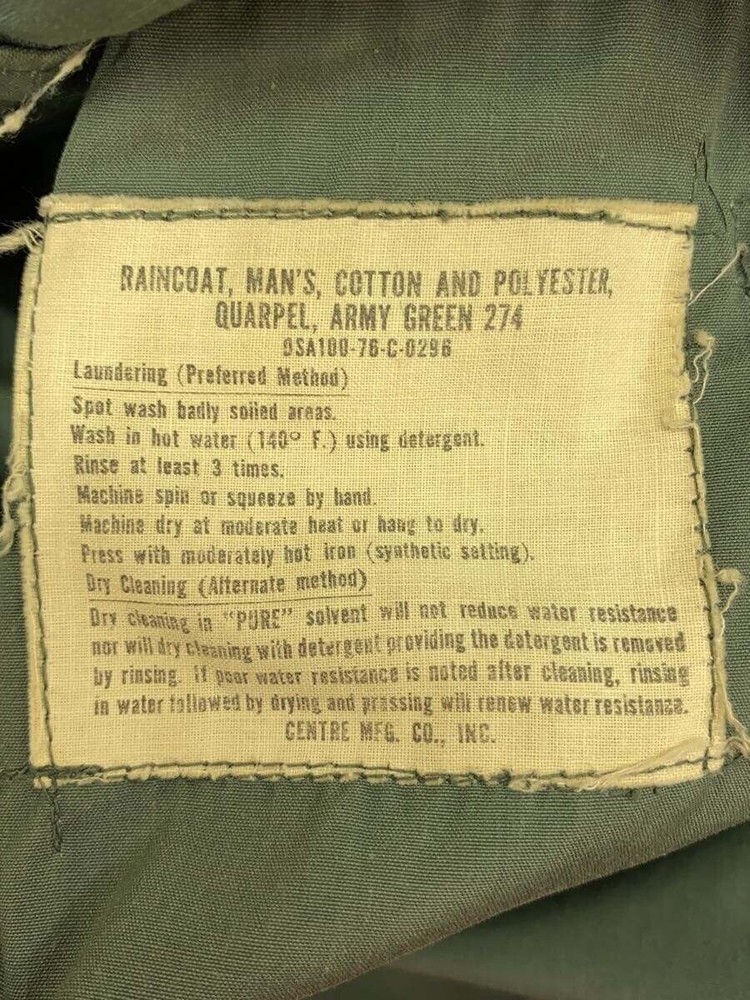 RAINCOAT, MAN'S, COTTON AND POLYESTER,
QUARPEL, ARMY GREEN 274
DSA100-76-C-0296
Laundering (Preferred Method)
Spot wash badly soiled areas.
Wash in hot water (140° F.) using detergent.
Rinse at least 3 times.
Machine spin or squeeze by hand.
Machine dry at moderate heat or hang to dry.
Press with moderately hot iron (synthetic setting).
Dry Cleaning (Alternate method)
Dry cleaning in "PURE" solvent will not reduce water resistance
nor will dry cleaning with detergent providing the detergent is removed
by rinsing. If poor water resistance is noted after cleaning, rinsing
in water followed by drying and pressing will renew water resistance.
CENTRE MFG. CO., INC.